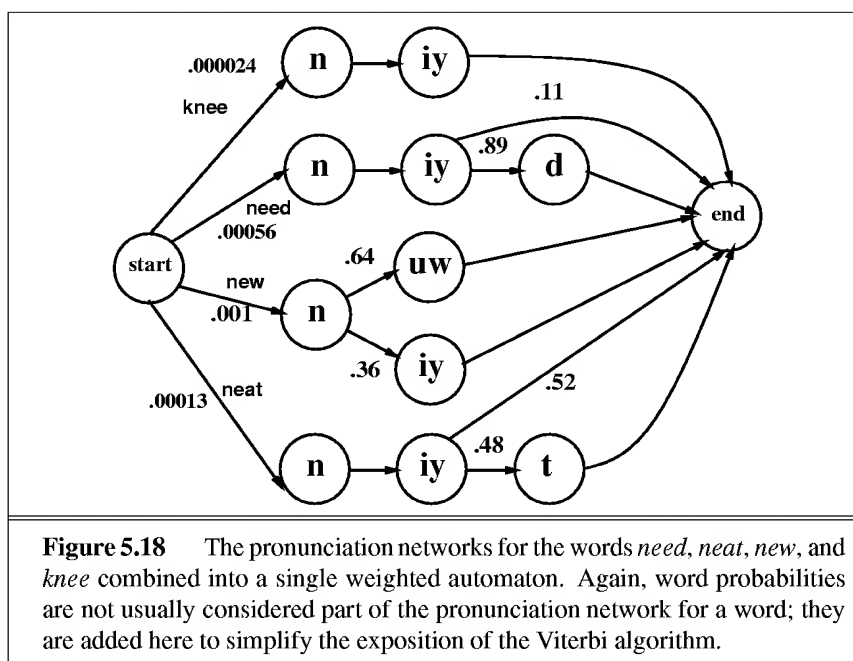 .000024
n
iy
knee
.11
n
iy
.89
d
need
.00056
end
start
.64
uw
new
.001
n
.36
iy
.52
.00013
neat
n
iy
.48
t
Figure 5.18 The pronunciation networks for the words need, neat, new, and
knee combined into a single weighted automaton. Again, word probabilities
are not usually considered part of the pronunciation network for a word; they
are added here to simplify the exposition of the Viterbi algorithm.